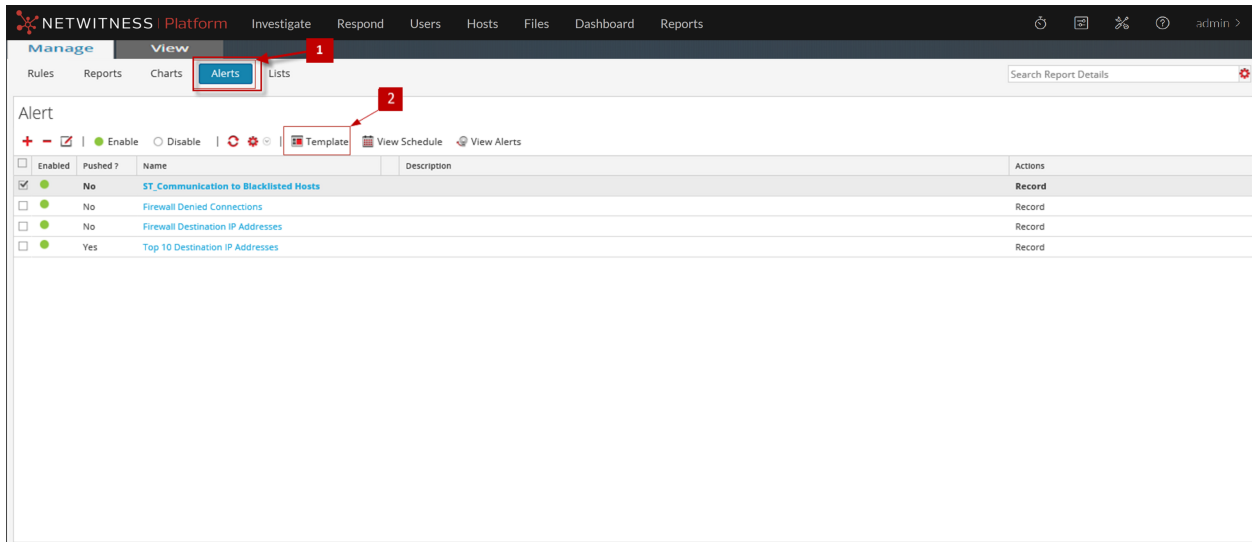 NETWITNESS Platform Investigate Respond Users Hosts Files Dashboard Reports admin >
Manage View 1
Rules Reports Charts Alerts Lists Search Report Details
2
Alert
Enable Disable Template View Schedule View Alerts
Enabled Pushed ? Name Description Actions
No ST_Communication to Blacklisted Hosts Record
No Firewall Denied Connections Record
No Firewall Destination IP Addresses Record
Yes Top 10 Destination IP Addresses Record